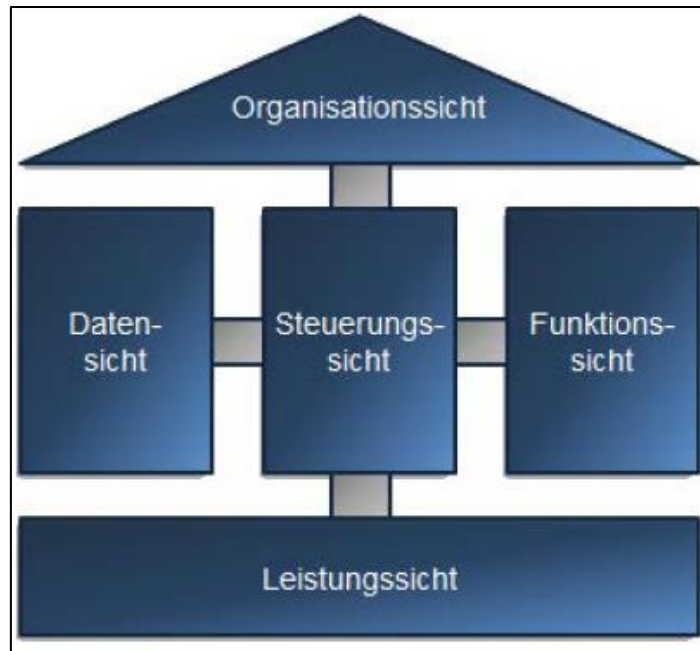 Organisationssicht
Daten-
sicht
Steuerungs-
sicht
Funktions-
sicht
Leistungssicht